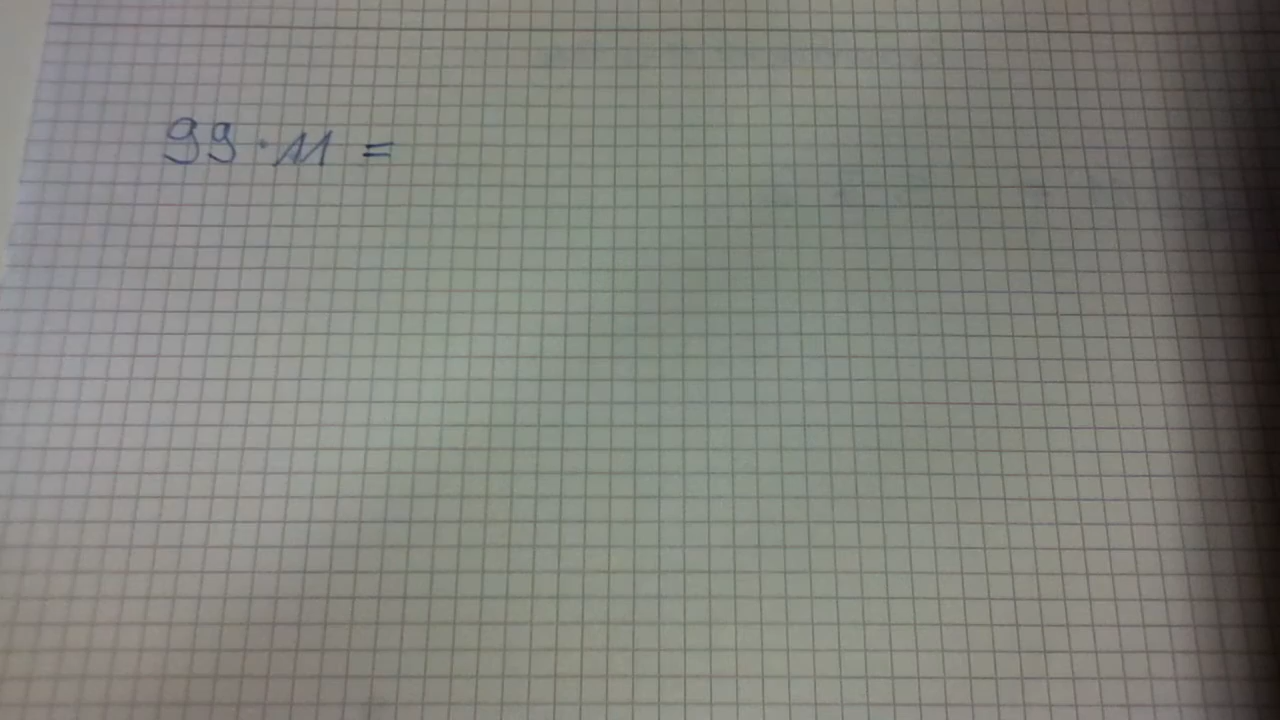 99 · 11 =